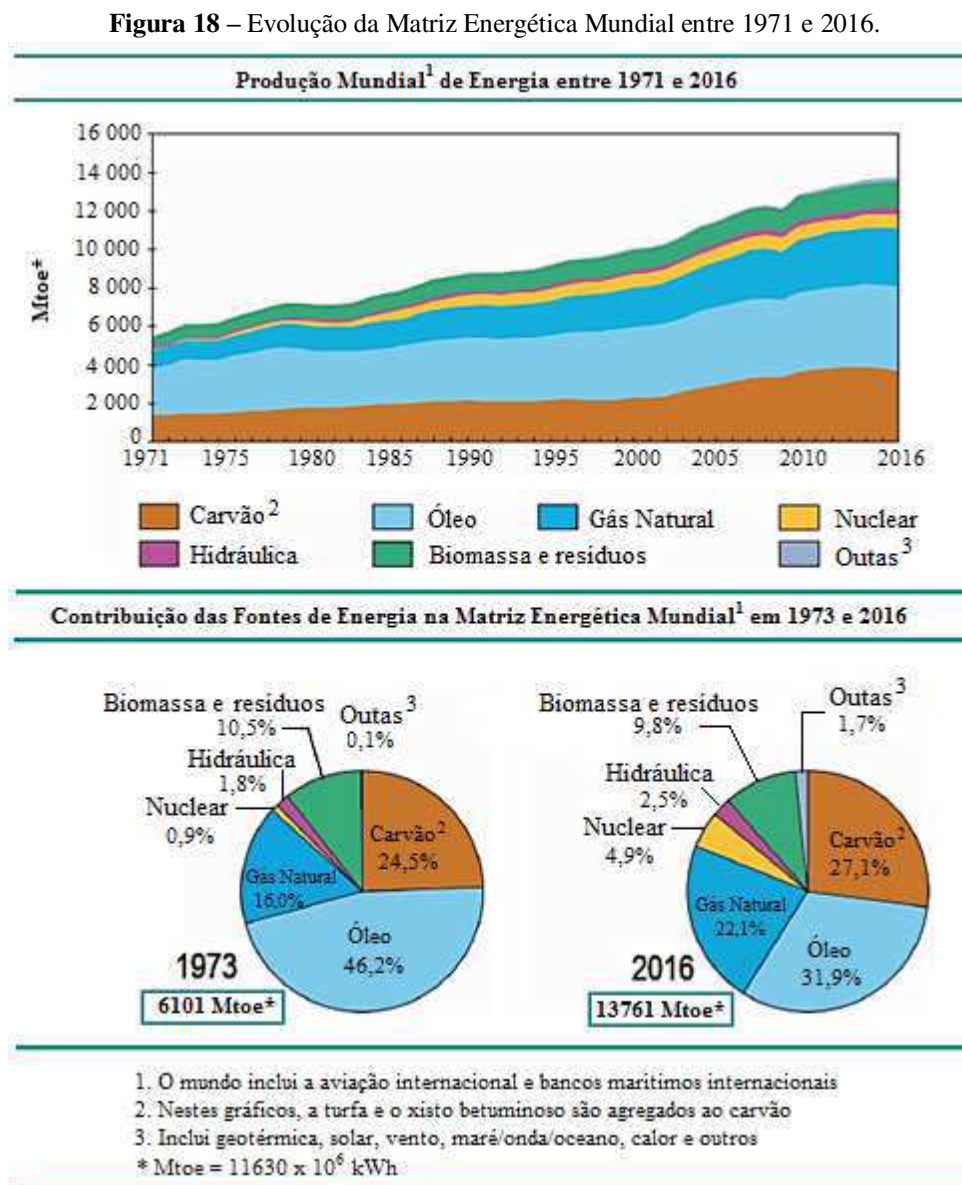 Figura 18 – Evolução da Matriz Energética Mundial entre 1971 e 2016.
Produção Mundial¹ de Energia entre 1971 e 2016
16 000
14 000
12 000
10 000
8 000
6 000
4 000
2 000
0
Mtoe*
1971 1975 1980 1985 1990 1995 2000 2005 2010 2016
Carvão² Óleo Gás Natural Nuclear
Hidráulica Biomassa e resíduos Outas³
Contribuição das Fontes de Energia na Matriz Energética Mundial¹ em 1973 e 2016
Biomassa e resíduos
10,5%
Outas³
0,1%
Hidráulica
1,8%
Nuclear
0,9%
Carvão²
24,5%
Gás Natural
16,0%
Óleo
46,2%
1973
6101 Mtoe*
Biomassa e resíduos
9,8%
Outas³
1,7%
Hidráulica
2,5%
Nuclear
4,9%
Carvão²
27,1%
Gás Natural
22,1%
Óleo
31,9%
2016
13761 Mtoe*
1. O mundo inclui a aviação internacional e bancos maritimos internacionais
2. Nestes gráficos, a turfa e o xisto betuminoso são agregados ao carvão
3. Inclui geotérmica, solar, vento, maré/onda/oceano, calor e outros
* Mtoe = 11630 x 10⁶ kWh